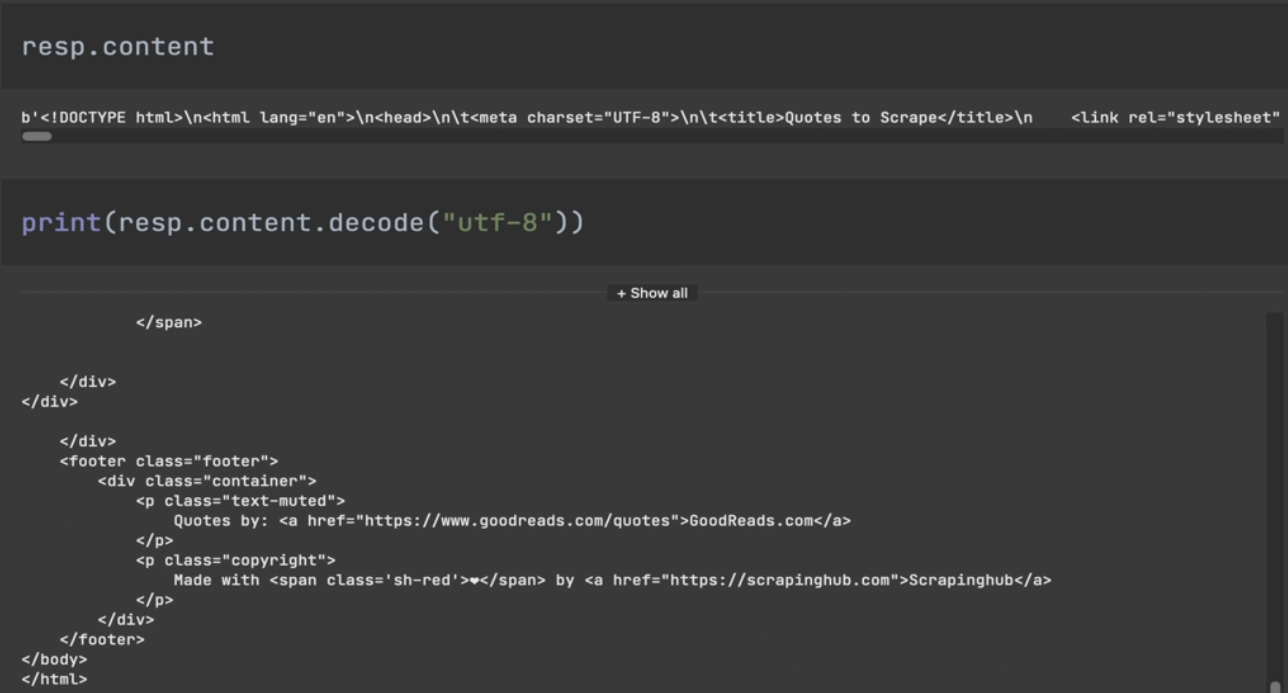 resp.content
b'<!DOCTYPE html>\n<html lang="en">\n<head>\n\t<meta charset="UTF-8">\n\t<title>Quotes to Scrape</title>\n    <link rel="stylesheet"
print(resp.content.decode("utf-8"))
+ Show all
            </span>
    </div>
</div>
    </div>
    <footer class="footer">
        <div class="container">
            <p class="text-muted">
                Quotes by: <a href="https://www.goodreads.com/quotes">GoodReads.com</a>
            </p>
            <p class="copyright">
                Made with <span class='sh-red'>❤</span> by <a href="https://scrapinghub.com">Scrapinghub</a>
            </p>
        </div>
    </footer>
</body>
</html>